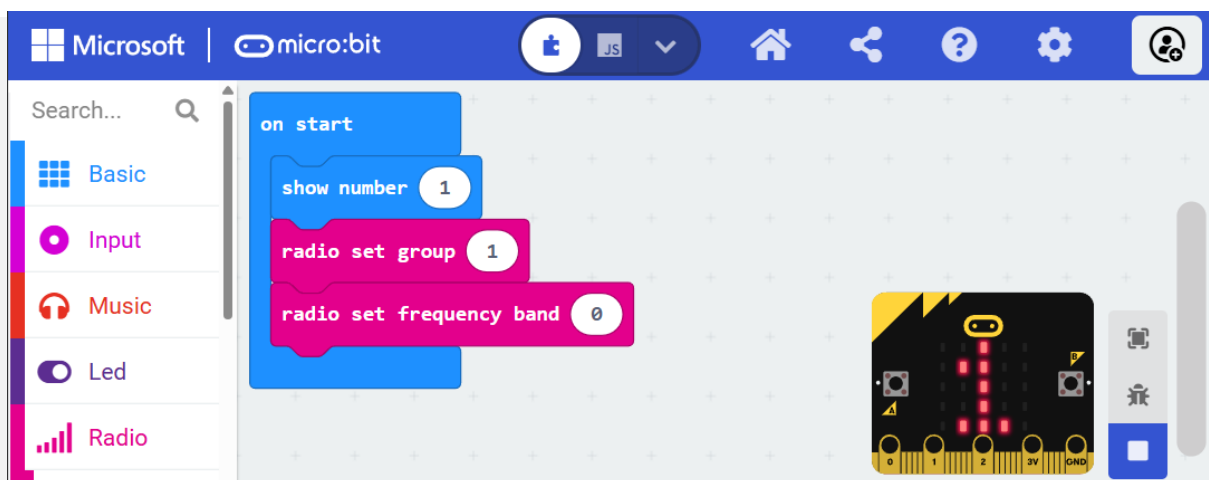 Microsoft micro:bit JS
Search...
Basic
Input
Music
Led
Radio
on start
show number 1
radio set group 1
radio set frequency band 0
B
A
0 1 2 3V GND